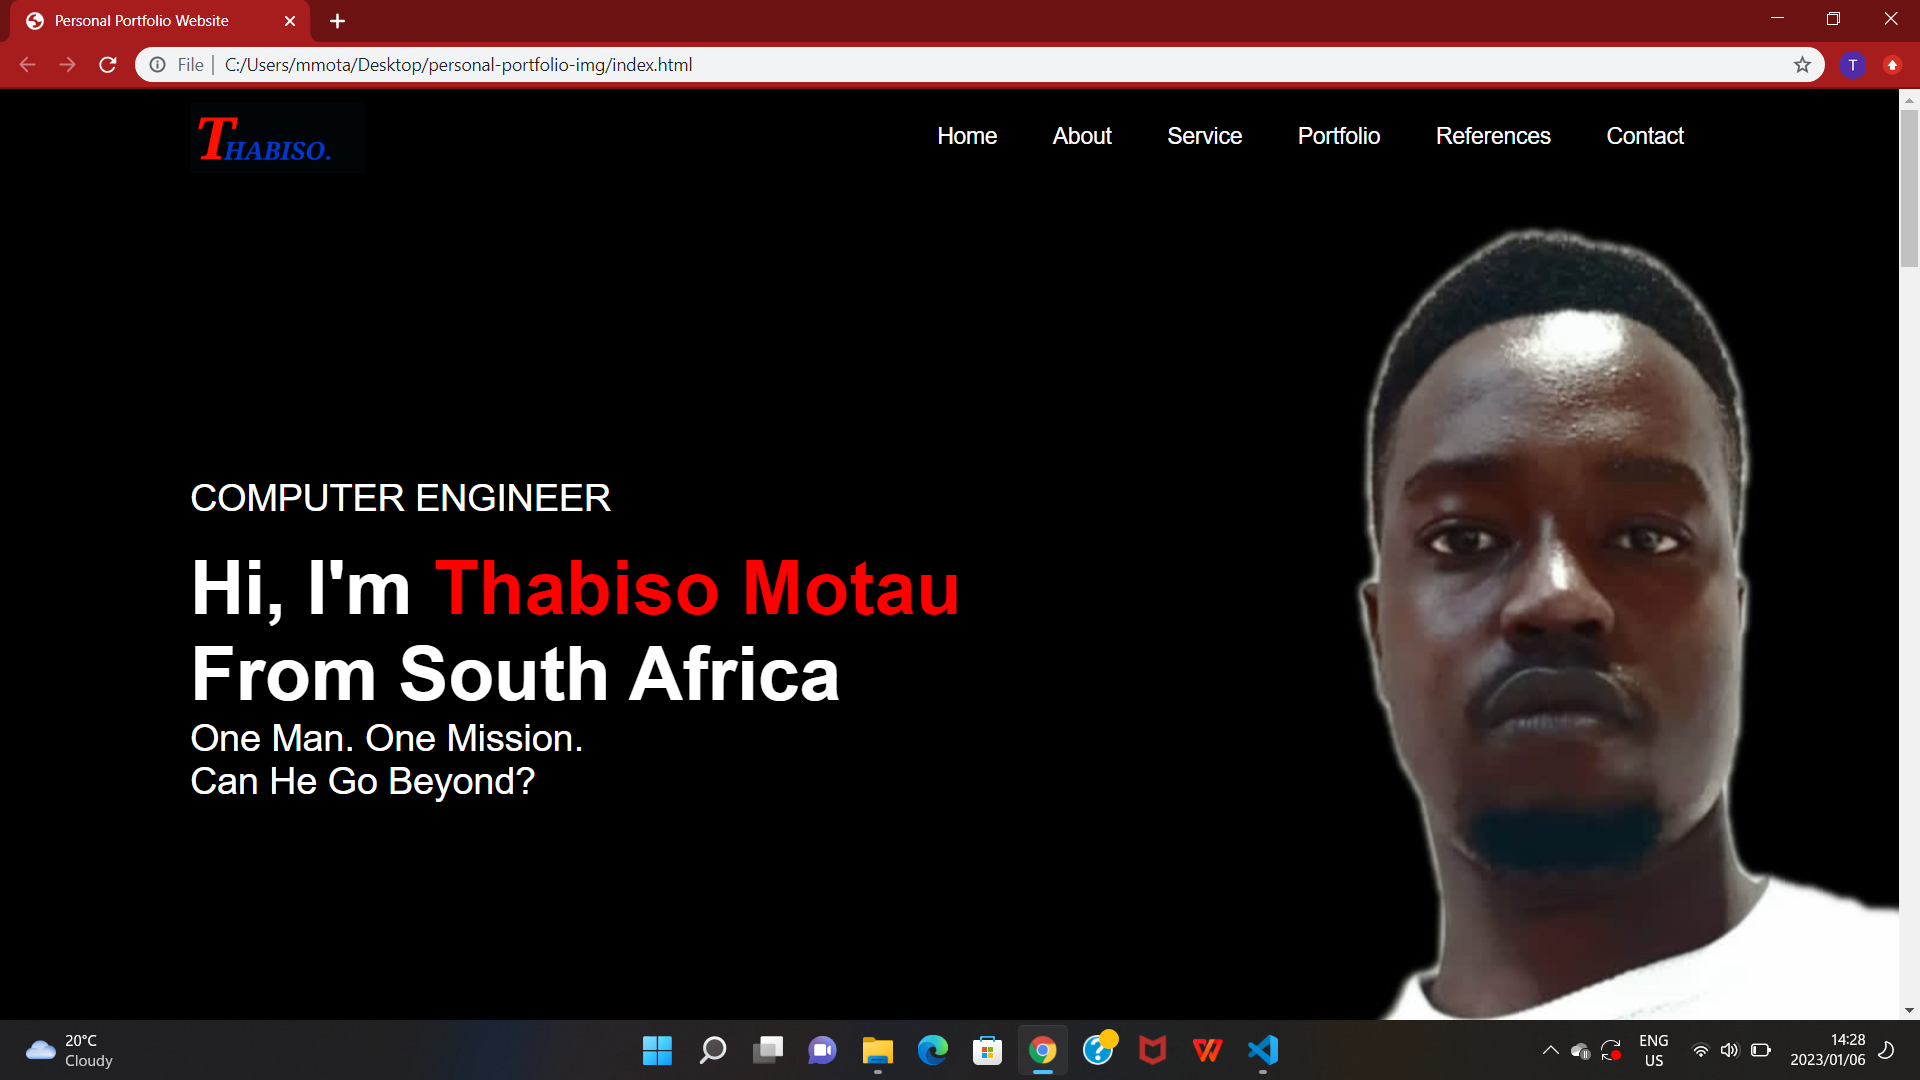 Personal Portfolio Website
File
C:/Users/mmota/Desktop/personal-portfolio-img/index.html
T
THABISO.
Home About Service Portfolio References Contact
COMPUTER ENGINEER
Hi, I'm Thabiso Motau
From South Africa
One Man. One Mission.
Can He Go Beyond?
20°C
Cloudy
ENG
US
14:28
2023/01/06